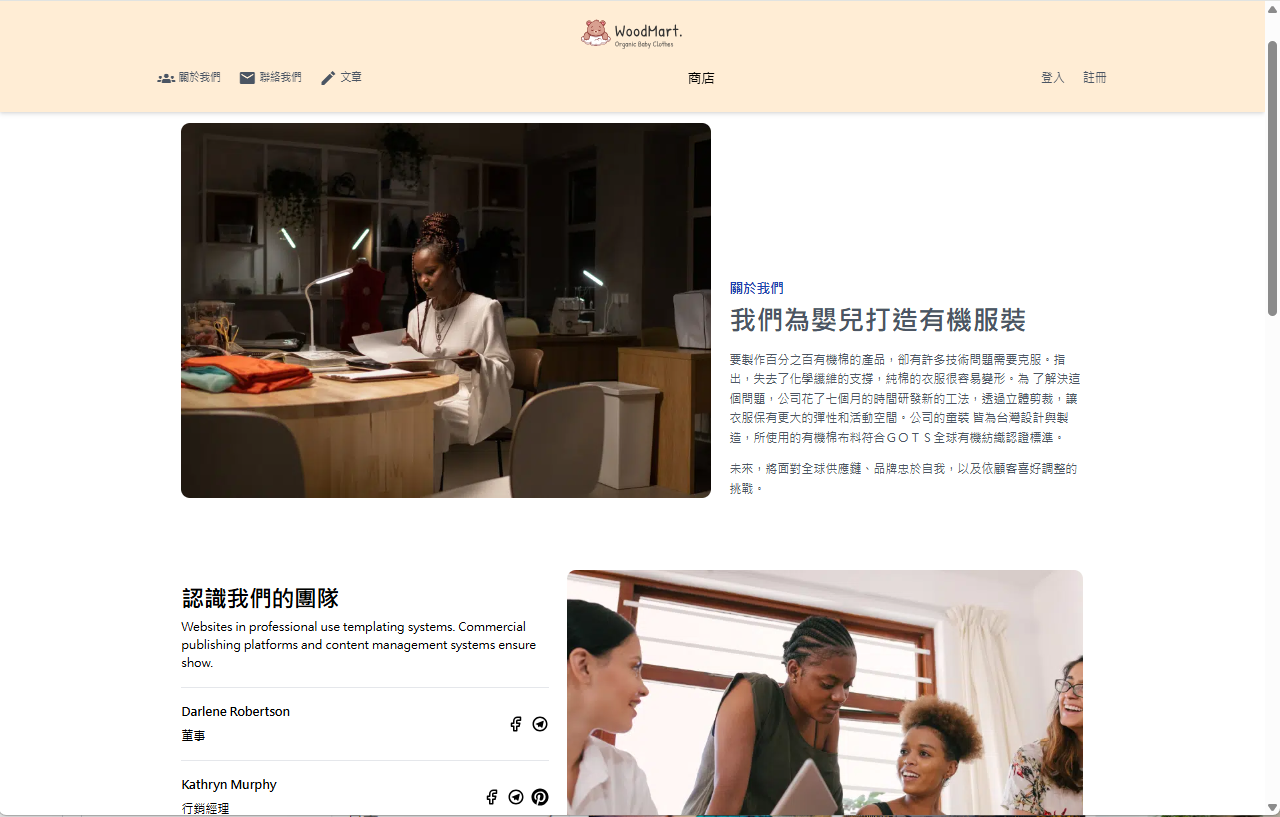 WoodMart.
Organic Baby Clothes
關於我們 聯絡我們 文章 商店 登入 註冊
關於我們
我們為嬰兒打造有機服裝
要製作百分之百有機棉的產品，卻有許多技術問題需要克服。指
出，失去了化學纖維的支撐，純棉的衣服很容易變形。為 了解決這
個問題，公司花了七個月的時間研發新的工法，透過立體剪裁，讓
衣服保有更大的彈性和活動空間。公司的童裝 皆為台灣設計與製
造，所使用的有機棉布料符合ＧＯＴＳ全球有機紡織認證標準。
未來，將面對全球供應鏈、品牌忠於自我，以及依顧客喜好調整的
挑戰。
認識我們的團隊
Websites in professional use templating systems. Commercial
publishing platforms and content management systems ensure
show.
Darlene Robertson
董事
Kathryn Murphy
行銷經理